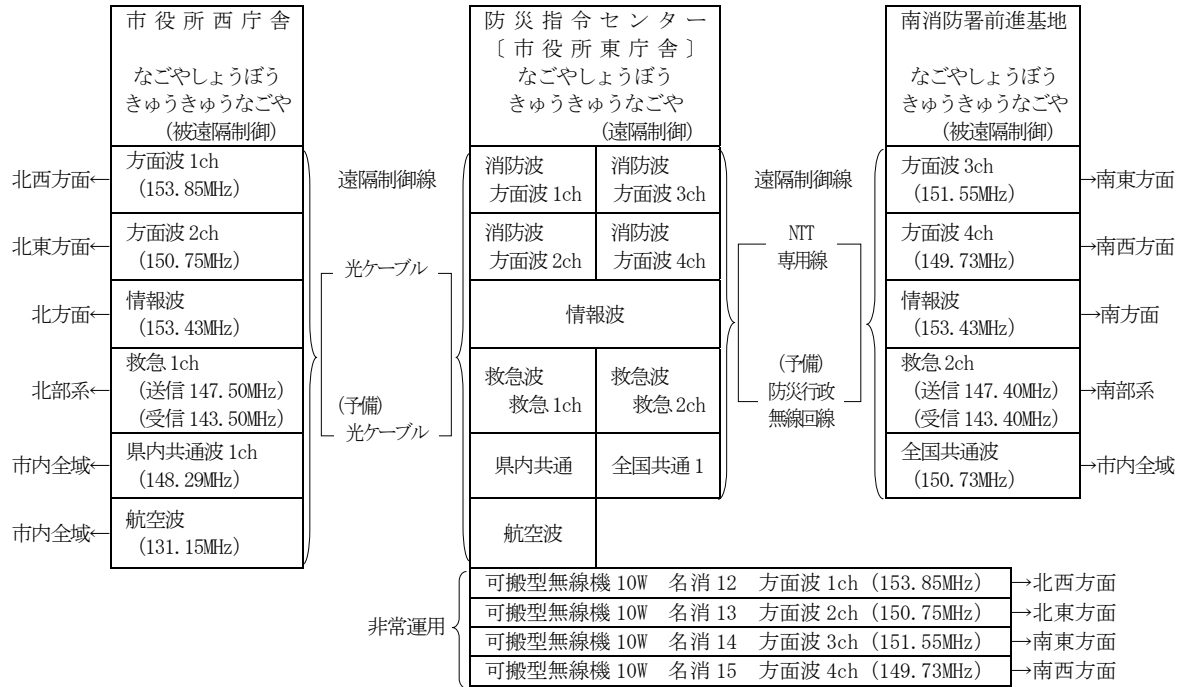 市役所西庁舎
なごやしょうぼう
きゅうきゅうなごや
(被遠隔制御)
防災指令センター
〔市役所東庁舎〕
なごやしょうぼう
きゅうきゅうなごや
(遠隔制御)
南消防署前進基地
なごやしょうぼう
きゅうきゅうなごや
(被遠隔制御)
北西方面←
方面波 1ch
(153.85MHz)
北東方面←
方面波 2ch
(150.75MHz)
北方面←
情報波
(153.43MHz)
北部系←
救急 1ch
(送信 147.50MHz)
(受信 143.50MHz)
市内全域←
県内共通波 1ch
(148.29MHz)
市内全域←
航空波
(131.15MHz)
遠隔制御線
光ケーブル
(予備)
光ケーブル
消防波
方面波 1ch
消防波
方面波 3ch
消防波
方面波 2ch
消防波
方面波 4ch
情報波
救急波
救急 1ch
救急波
救急 2ch
県内共通
全国共通 1
航空波
遠隔制御線
NTT
専用線
(予備)
防災行政
無線回線
方面波 3ch
(151.55MHz)
→南東方面
方面波 4ch
(149.73MHz)
→南西方面
情報波
(153.43MHz)
→南方面
救急 2ch
(送信 147.40MHz)
(受信 143.40MHz)
→南部系
全国共通波
(150.73MHz)
→市内全域
非常運用
可搬型無線機 10W 名消 12 方面波 1ch (153.85MHz) →北西方面
可搬型無線機 10W 名消 13 方面波 2ch (150.75MHz) →北東方面
可搬型無線機 10W 名消 14 方面波 3ch (151.55MHz) →南東方面
可搬型無線機 10W 名消 15 方面波 4ch (149.73MHz) →南西方面